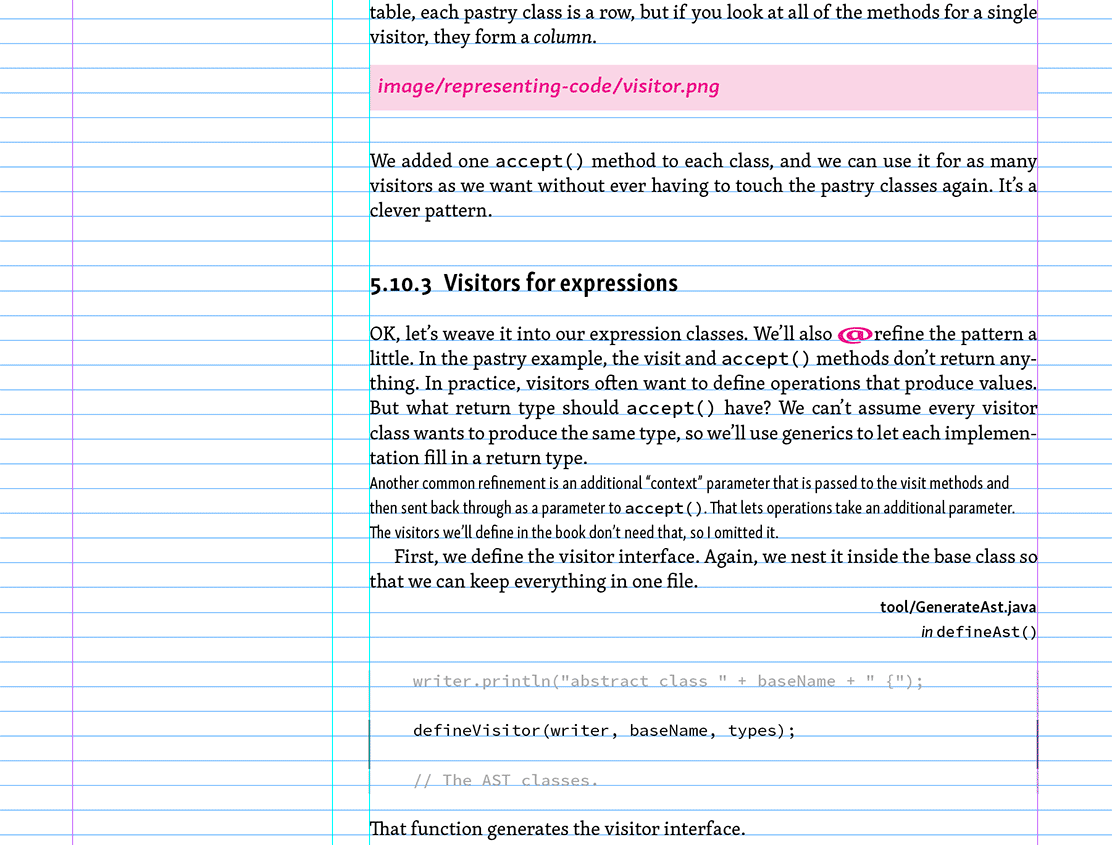 table, each pastry class is a row, but if you look at all of the methods for a single
visitor, they form a column.
image/representing-code/visitor.png
We added one accept() method to each class, and we can use it for as many
visitors as we want without ever having to touch the pastry classes again. It’s a
clever pattern.
5.10.3 Visitors for expressions
OK, let’s weave it into our expression classes. We’ll also @refine the pattern a
little. In the pastry example, the visit and accept() methods don’t return any-
thing. In practice, visitors often want to define operations that produce values.
But what return type should accept() have? We can’t assume every visitor
class wants to produce the same type, so we’ll use generics to let each implemen-
tation fill in a return type.
Another common refinement is an additional “context” parameter that is passed to the visit methods and
then sent back through as a parameter to accept(). That lets operations take an additional parameter.
The visitors we’ll define in the book don’t need that, so I omitted it.
First, we define the visitor interface. Again, we nest it inside the base class so
that we can keep everything in one file.
tool/GenerateAst.java
in defineAst()
writer.println("abstract class " + baseName + " {");
defineVisitor(writer, baseName, types);
// The AST classes.
That function generates the visitor interface.